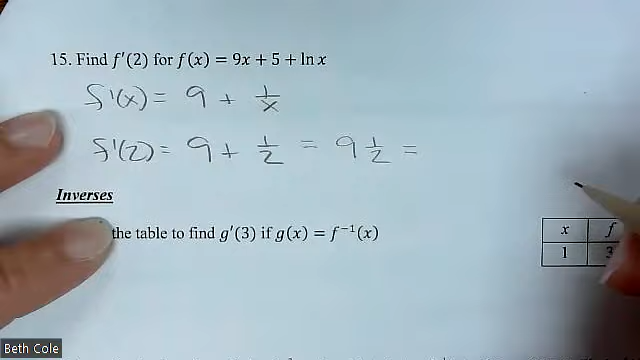 15. Find f′(2) for f(x) = 9x + 5 + ln x
f'(x) = 9 + 1/x
f'(2) = 9 + 1/2 = 9 1/2 =
Inverses
the table to find g′(3) if g(x) = f⁻¹(x)
x f
1 3
Beth Cole